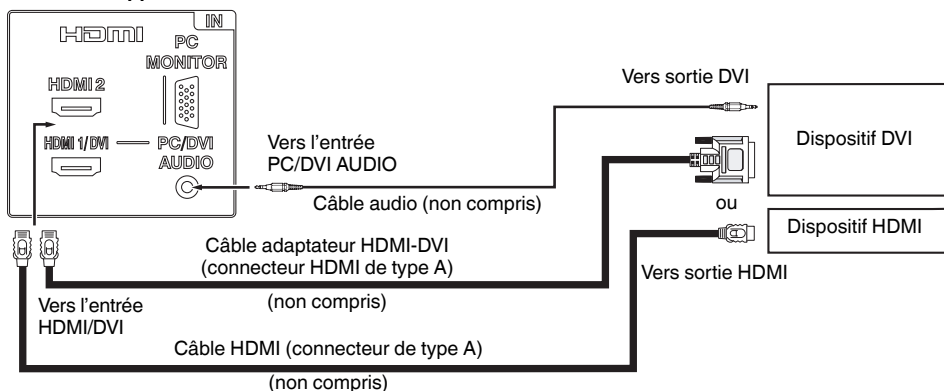 IN
HDMI
PC
MONITOR
HDMI 2
HDMI 1/DVI
PC/DVI
AUDIO
Vers l'entrée
PC/DVI AUDIO
Câble audio (non compris)
Vers sortie DVI
Dispositif DVI
ou
Dispositif HDMI
Câble adaptateur HDMI-DVI
(connecteur HDMI de type A)
(non compris)
Vers sortie HDMI
Vers l'entrée
HDMI/DVI
Câble HDMI (connecteur de type A)
(non compris)